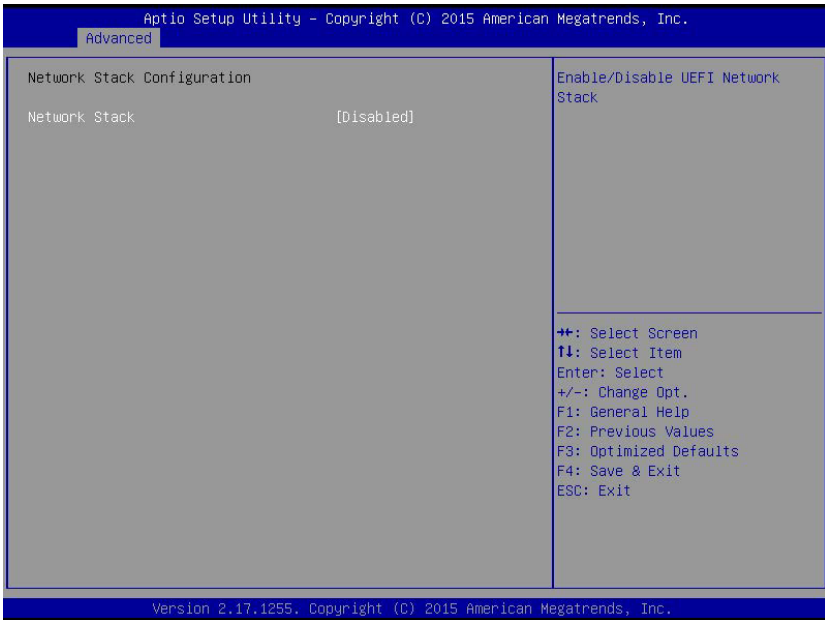 Aptio Setup Utility – Copyright (C) 2015 American Megatrends, Inc.
Advanced
Network Stack Configuration
Network Stack [Disabled]
Enable/Disable UEFI Network
Stack
→←: Select Screen
↑↓: Select Item
Enter: Select
+/-: Change Opt.
F1: General Help
F2: Previous Values
F3: Optimized Defaults
F4: Save & Exit
ESC: Exit
Version 2.17.1255. Copyright (C) 2015 American Megatrends, Inc.